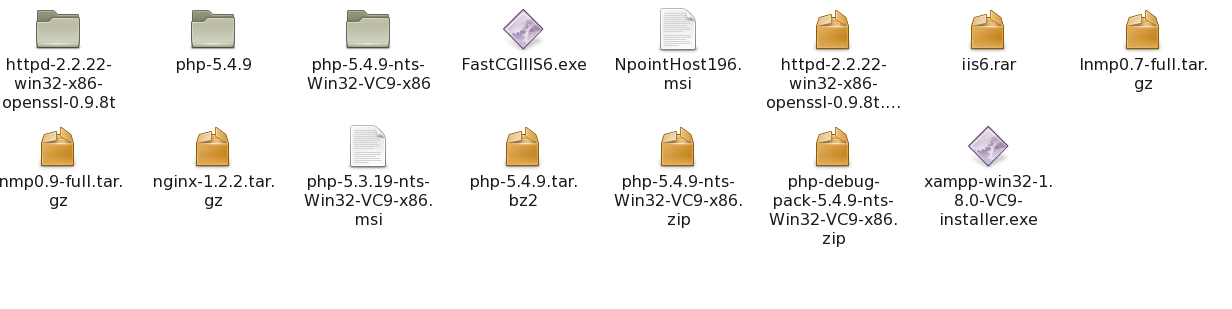 httpd-2.2.22-
win32-x86-
openssl-0.9.8t
php-5.4.9
php-5.4.9-nts-
Win32-VC9-x86
FastCGIIIS6.exe
NpointHost196.
msi
httpd-2.2.22-
win32-x86-
openssl-0.9.8t....
iis6.rar
lnmp0.7-full.tar.
gz
nmp0.9-full.tar.
gz
nginx-1.2.2.tar.
gz
php-5.3.19-nts-
Win32-VC9-x86.
msi
php-5.4.9.tar.
bz2
php-5.4.9-nts-
Win32-VC9-x86.
zip
php-debug-
pack-5.4.9-nts-
Win32-VC9-x86.
zip
xampp-win32-1.
8.0-VC9-
installer.exe